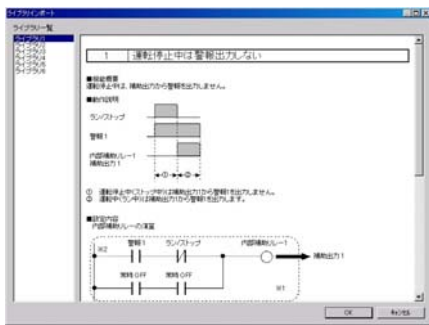 ライブラリインポート
ライブラリ一覧
ライブラリ1
ライブラリ2
ライブラリ3
ライブラリ4
ライブラリ5
ライブラリ6
1 運転停止中は警報出力しない
■機能概要
運転停止中は、補助出力から警報を出力しません。
■動作説明
ラン/ストップ
警報1
内部補助リレー1
補助出力1
① ②
① 運転停止中(ストップ中)は補助出力1から警報1を出力しません。
② 運転中(ラン中)は補助出力1から警報1を出力します。
■設定内容
内部補助リレーの演算
※2 警報1 ラン/ストップ 内部補助リレー1
補助出力1
常時OFF 常時OFF
※1
OK キャンセル